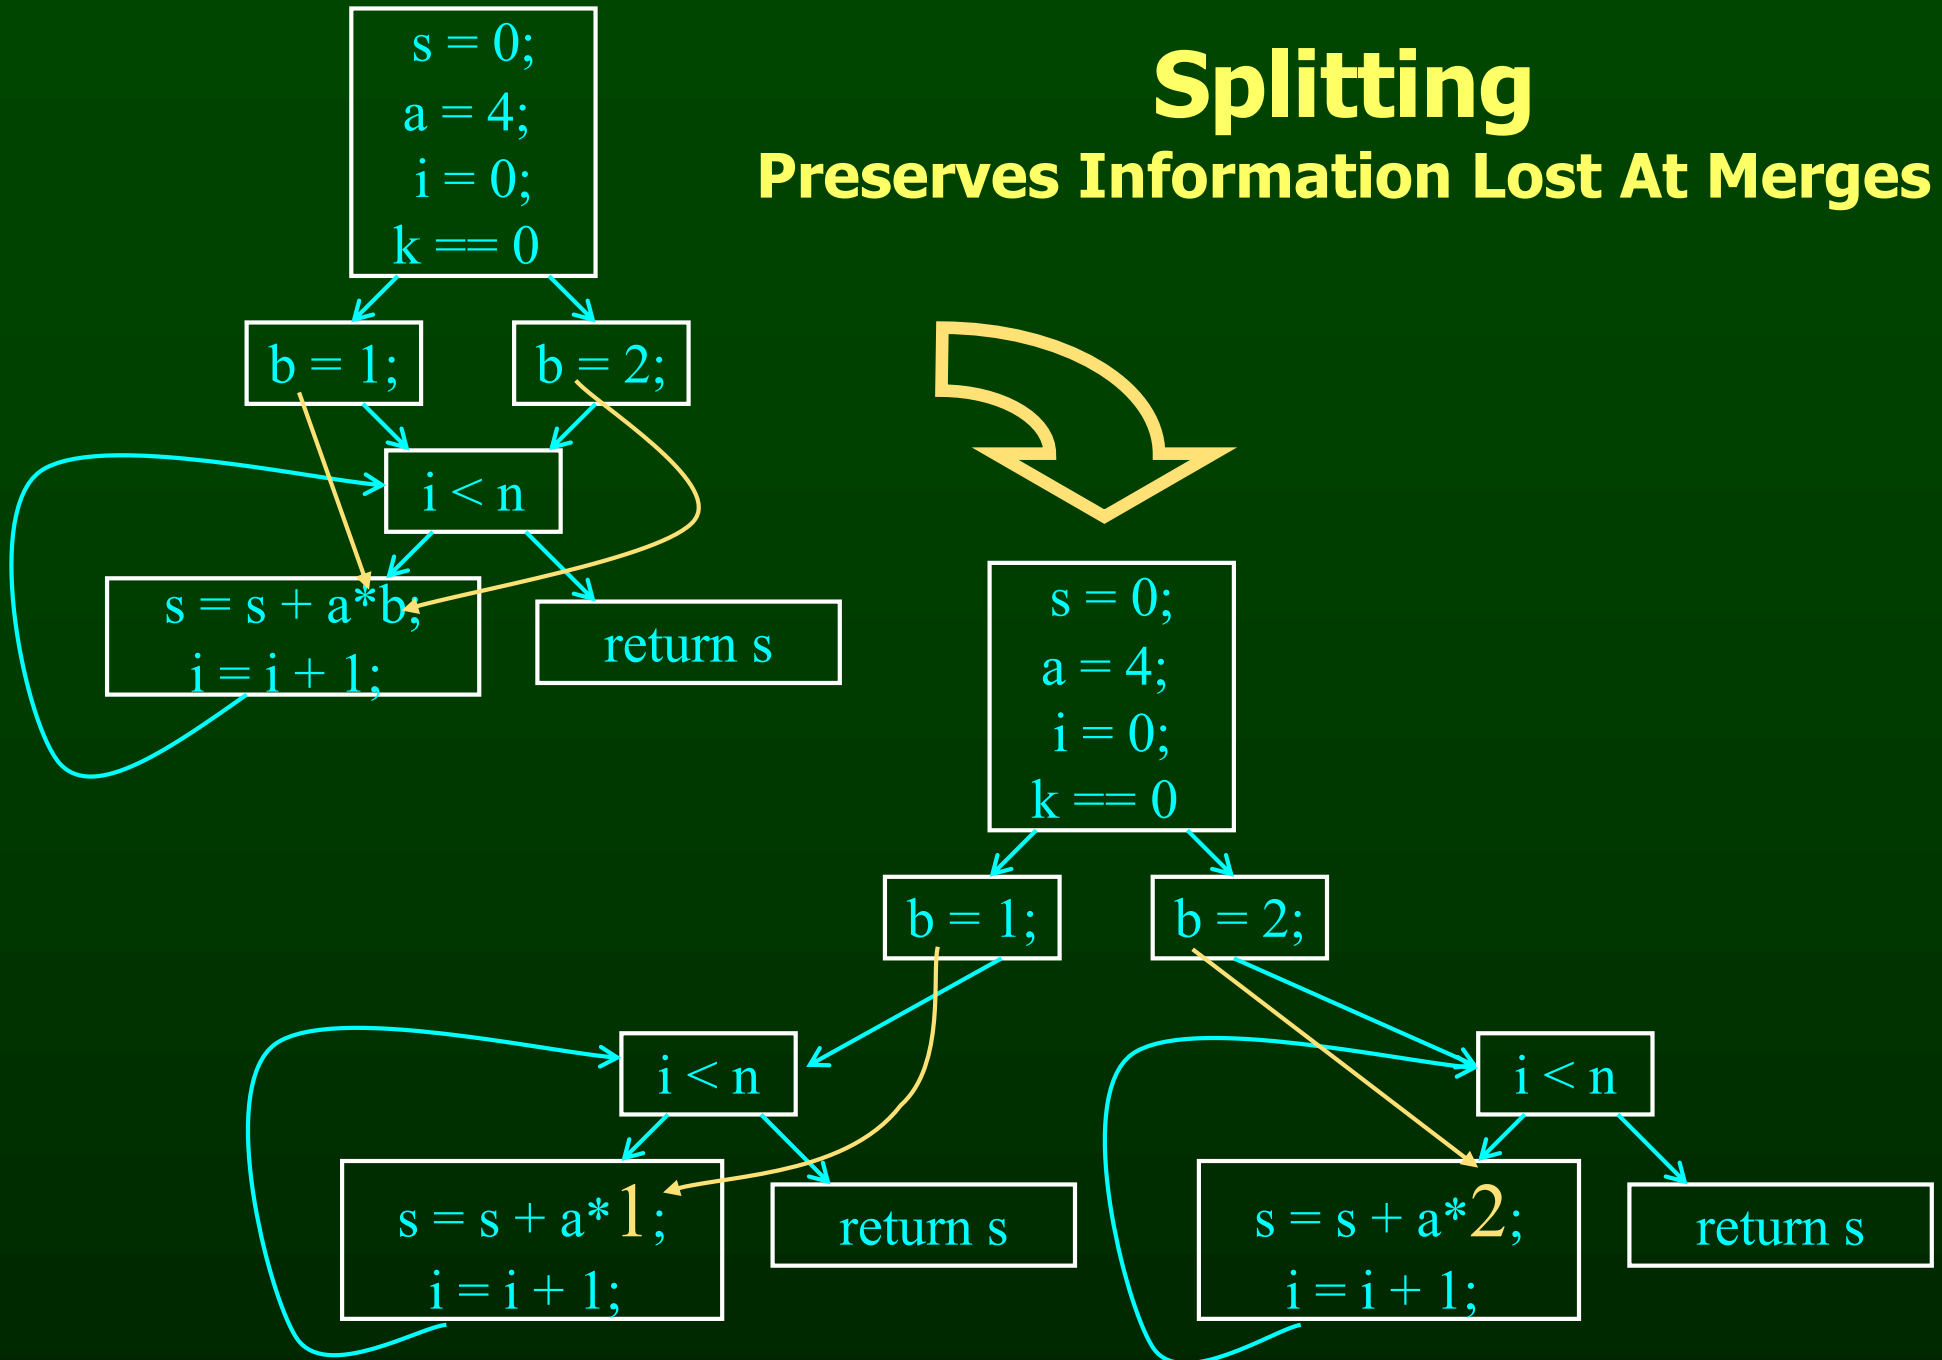 Splitting
Preserves Information Lost At Merges
s = 0;
a = 4;
i = 0;
k == 0
b = 1;
b = 2;
i < n
s = s + a*b;
i = i + 1;
return s
s = 0;
a = 4;
i = 0;
k == 0
b = 1;
b = 2;
i < n
s = s + a*1;
i = i + 1;
return s
i < n
s = s + a*2;
i = i + 1;
return s